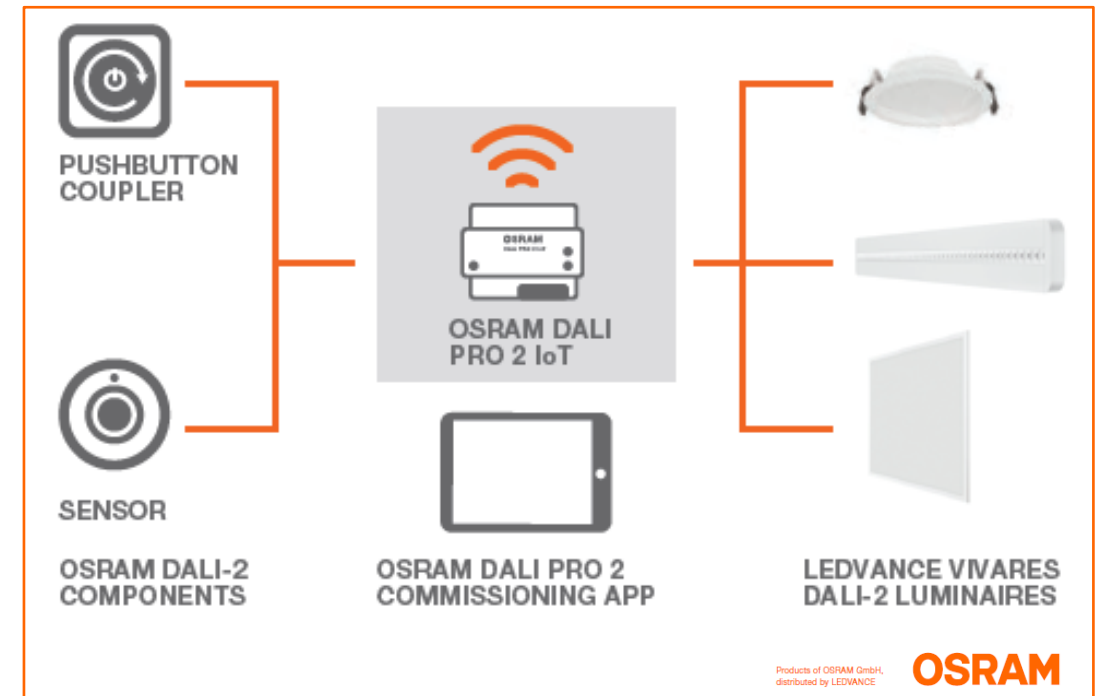 PUSHBUTTON
COUPLER
OSRAM
OSRAM DALI
PRO 2 IoT
SENSOR
OSRAM DALI-2
COMPONENTS
OSRAM DALI PRO 2
COMMISSIONING APP
LEDVANCE VIVARES
DALI-2 LUMINAIRES
Products of OSRAM GmbH,
distributed by LEDVANCE
OSRAM